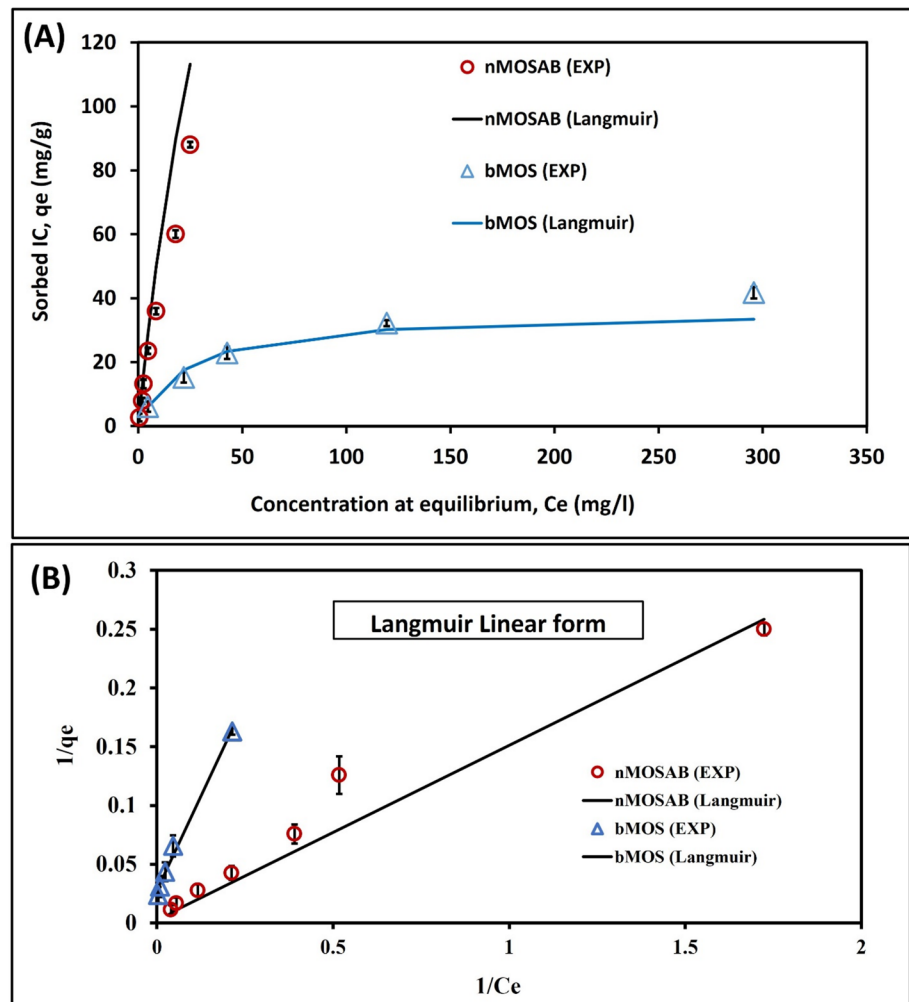 (A)
120
100
80
60
40
20
0
Sorbed IC, qe (mg/g)
nMOSAB (EXP)
nMOSAB (Langmuir)
bMOS (EXP)
bMOS (Langmuir)
0 50 100 150 200 250 300 350
Concentration at equilibrium, Ce (mg/l)
(B)
0.3
0.25
0.2
0.15
0.1
0.05
0
1/qe
Langmuir Linear form
nMOSAB (EXP)
nMOSAB (Langmuir)
bMOS (EXP)
bMOS (Langmuir)
0 0.5 1 1.5 2
1/Ce